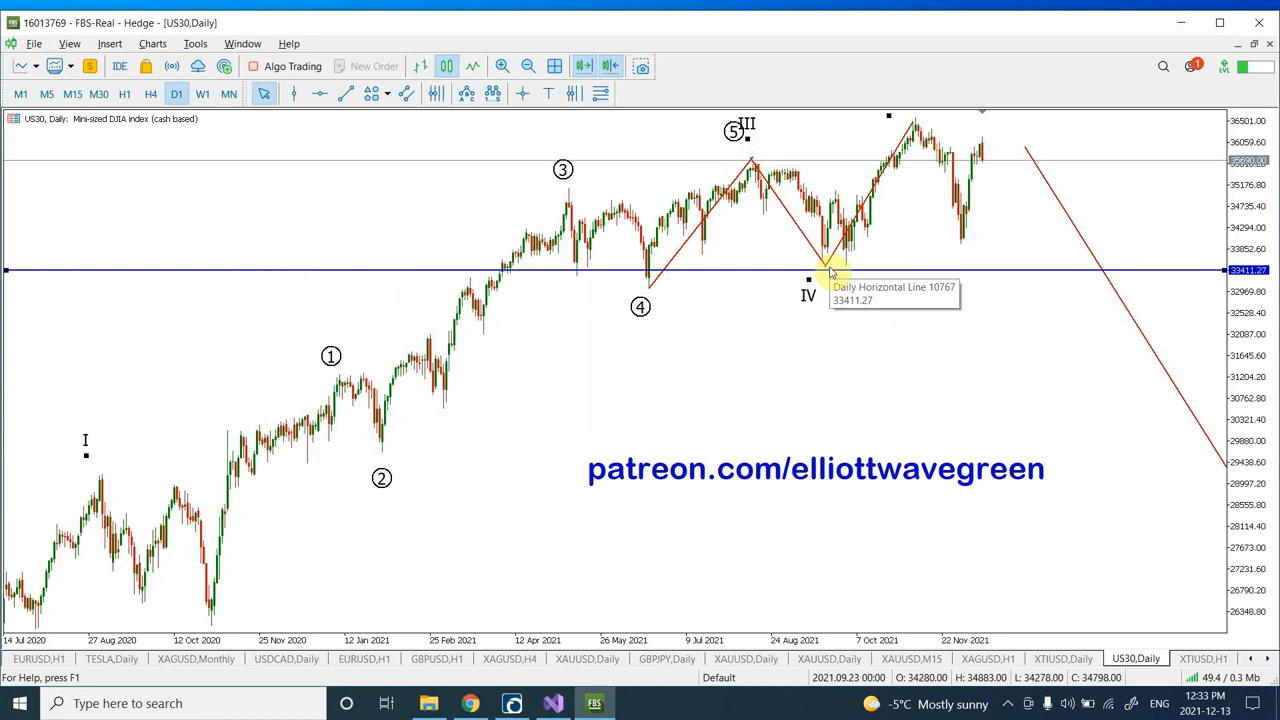 16013769 - FBS-Real - Hedge - [US30,Daily]
File View Insert Charts Tools Window Help
IDE Algo Trading New Order 1 LVL
M1 M5 M15 M30 H1 H4 D1 W1 MN
US30, Daily: Mini-sized DJIA index (cash based)
36501.00
5 III
36059.60
35690.00
3
35176.80
34735.40
34294.00
33852.60
33411.27
Daily Horizontal Line 10767
33411.27
IV
32969.80
4
32528.40
32087.00
1
31645.60
31204.20
30762.80
30321.40
I
29880.00
29438.60
patreon.com/elliottwavegreen
2
28997.20
28555.80
28114.40
27673.00
27231.60
26790.20
26348.80
14 Jul 2020 27 Aug 2020 12 Oct 2020 25 Nov 2020 12 Jan 2021 25 Feb 2021 12 Apr 2021 26 May 2021 9 Jul 2021 24 Aug 2021 7 Oct 2021 22 Nov 2021
EURUSD,H1 TESLA,Daily XAGUSD,Monthly USDCAD,Daily EURUSD,H1 GBPUSD,H1 XAGUSD,H4 XAUUSD,Daily GBPJPY,Daily XAUUSD,Daily XAUUSD,Daily XAUUSD,M15 XAGUSD,H1 XTIUSD,Daily US30,Daily XTIUSD,H1
For Help, press F1 Default 2021.09.23 00:00 O: 34280.00 H: 34883.00 L: 34278.00 C: 34798.00 49.4 / 0.3 Mb
Type here to search FBS -5°C Mostly sunny ENG 12:33 PM
2021-12-13